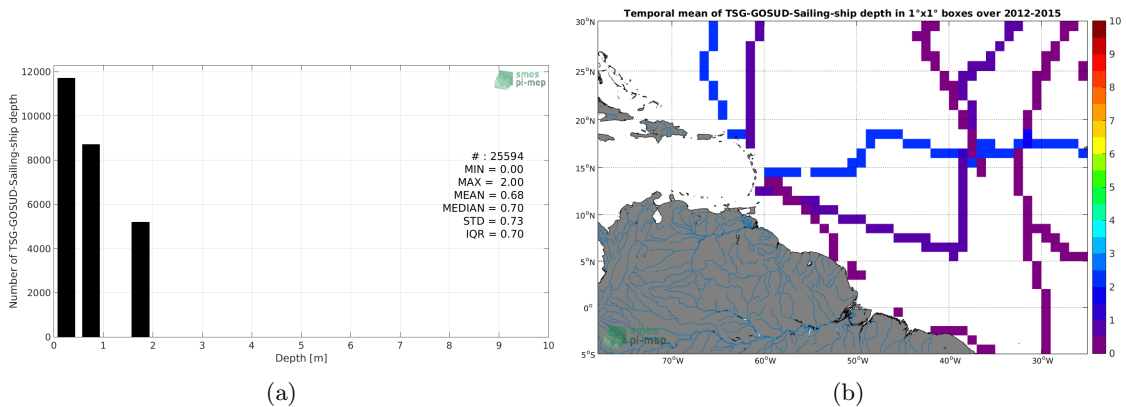 12000
10000
8000
6000
4000
2000
0
Number of TSG-GOSUD-Sailing-ship depth
smos
pi-mep
# : 25594
MIN = 0.00
MAX = 2.00
MEAN = 0.68
MEDIAN = 0.70
STD = 0.73
IQR = 0.70
0 1 2 3 4 5 6 7 8 9 10
Depth [m]
(a)
Temporal mean of TSG-GOSUD-Sailing-ship depth in 1°x1° boxes over 2012-2015
30°N
25°N
20°N
15°N
10°N
5°N
0°
5°S
70°W 60°W 50°W 40°W 30°W
smos
pi-mep
10
9
8
7
6
5
4
3
2
1
0
(b)